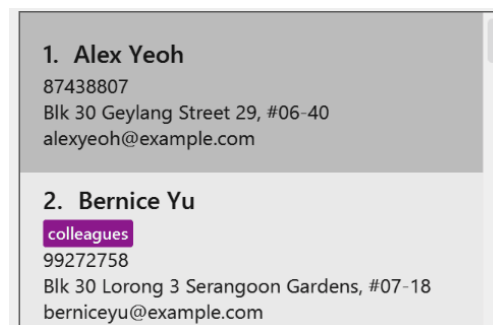 1. Alex Yeoh
87438807
Blk 30 Geylang Street 29, #06-40
alexyeoh@example.com
2. Bernice Yu
colleagues
99272758
Blk 30 Lorong 3 Serangoon Gardens, #07-18
berniceyu@example.com